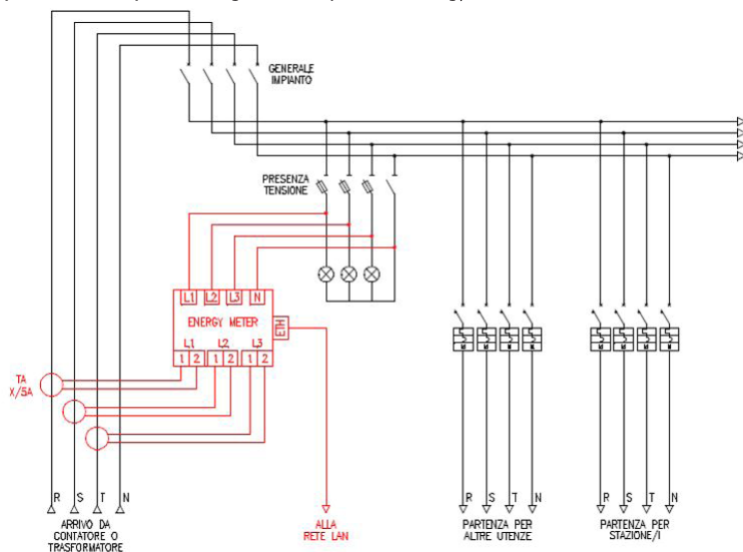 GENERALE
IMPIANTO
PRESENZA
TENSIONE
L1 L2 L3 N
ENERGY METER
ETH
L1 L2 L3
1 2 1 2 1 2
TA
X/5A
M M M M
M M M M
R S T N
ARRIVO DA
CONTATORE O
TRASFORMATORE
ALLA
RETE LAN
R S T N
PARTENZA PER
ALTRE UTENZE
R S T N
PARTENZA PER
STAZIONE/I